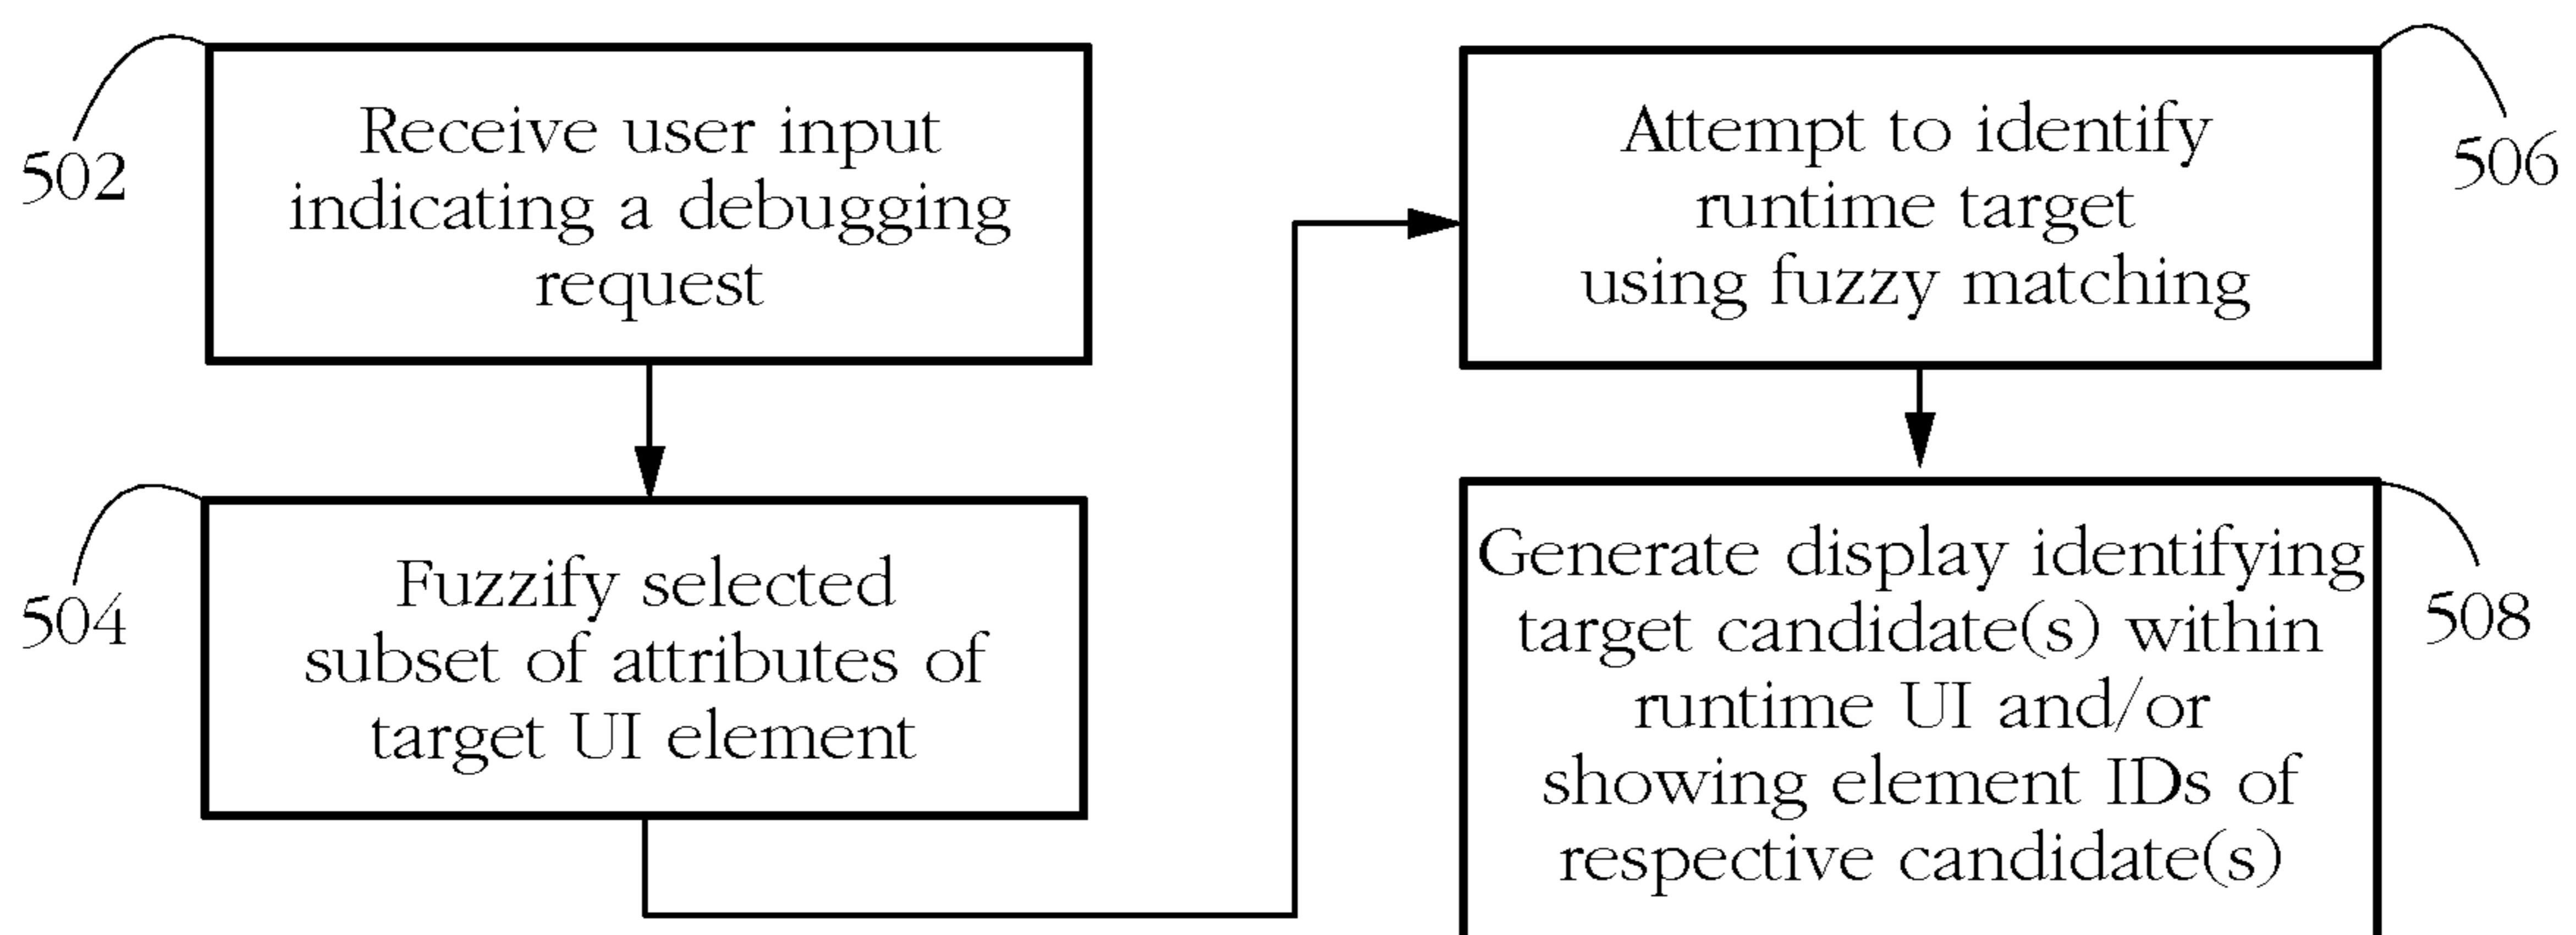 502
Receive user input
indicating a debugging
request
504
Fuzzify selected
subset of attributes of
target UI element
506
Attempt to identify
runtime target
using fuzzy matching
508
Generate display identifying
target candidate(s) within
runtime UI and/or
showing element IDs of
respective candidate(s)